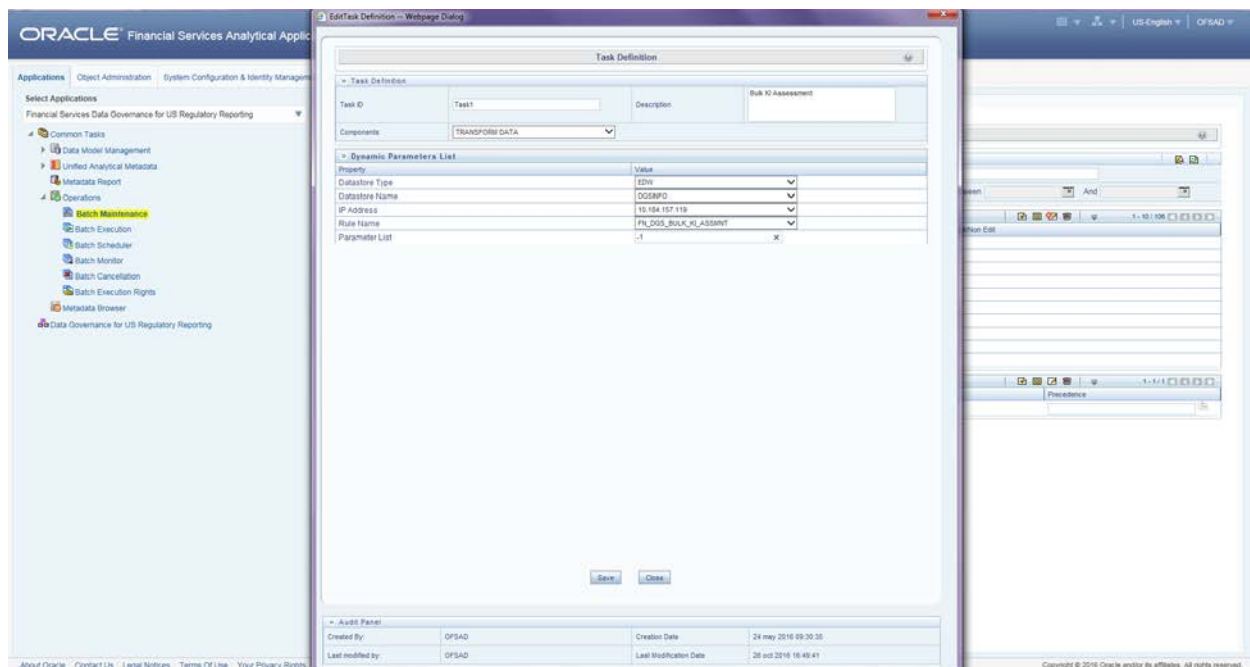 EditTask Definition -- Webpage Dialog
ORACLE Financial Services Analytical Applic
US-English
OFSAD
Applications
Object Administration
System Configuration & Identity Managem
Select Applications
Financial Services Data Governance for US Regulatory Reporting
Common Tasks
Data Model Management
Unified Analytical Metadata
Metadata Report
Operations
Batch Maintenance
Batch Execution
Batch Scheduler
Batch Monitor
Batch Cancellation
Batch Execution Rights
Metadata Browser
Data Governance for US Regulatory Reporting
Task Definition
Task Definition
Task ID
Task1
Description
Bulk KI Assessment
Components
TRANSFORM DATA
Dynamic Parameters List
Property
Value
Datastore Type
EDW
Datastore Name
DGSINFO
IP Address
10.184.157.119
Rule Name
FN_DGS_BULK_KI_ASSMNT
Parameter List
-1
Save
Close
Audit Panel
Created By:
OFSAD
Creation Date
24 may 2016 09:30:35
Last modified by:
OFSAD
Last Modification Date
And
1 - 10 / 106
Non Edit
1 - 1 / 1
Precedence
About Oracle
Contact Us
Legal Notices
Terms Of Use
Your Privacy Rights
Copyright © 2016 Oracle and/or its affiliates. All rights reserved.